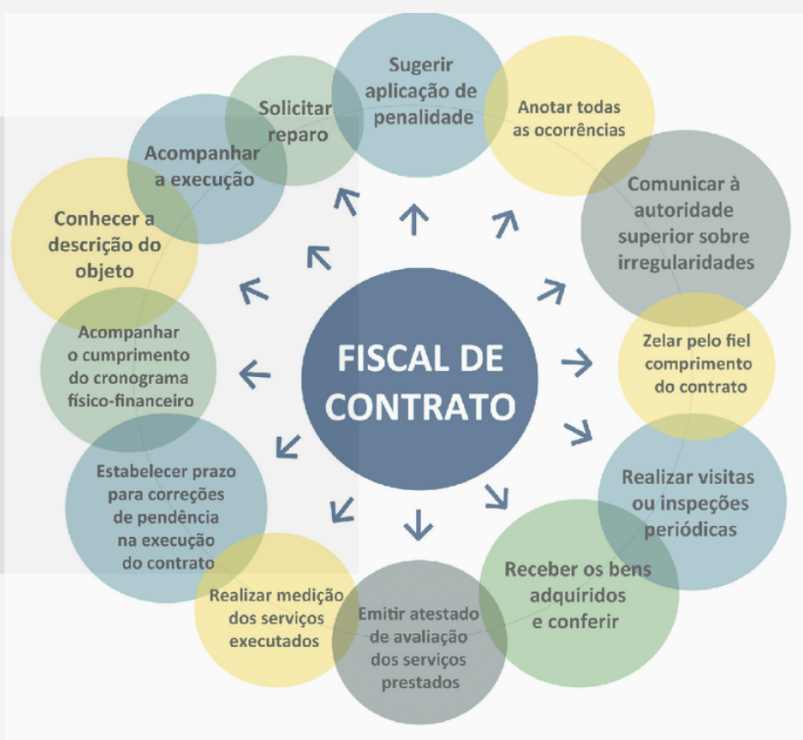 FISCAL DE
CONTRATO
Sugerir
aplicação de
penalidade
Anotar todas
as ocorrências
Comunicar à
autoridade
superior sobre
irregularidades
Zelar pelo fiel
comprimento
do contrato
Realizar visitas
ou inspeções
periódicas
Receber os bens
adquiridos
e conferir
Emitir atestado
de avaliação
dos serviços
prestados
Realizar medição
dos serviços
executados
Estabelecer prazo
para correções
de pendência
na execução
do contrato
Acompanhar
o cumprimento
do cronograma
físico-financeiro
Conhecer a
descrição do
objeto
Acompanhar
a execução
Solicitar
reparo